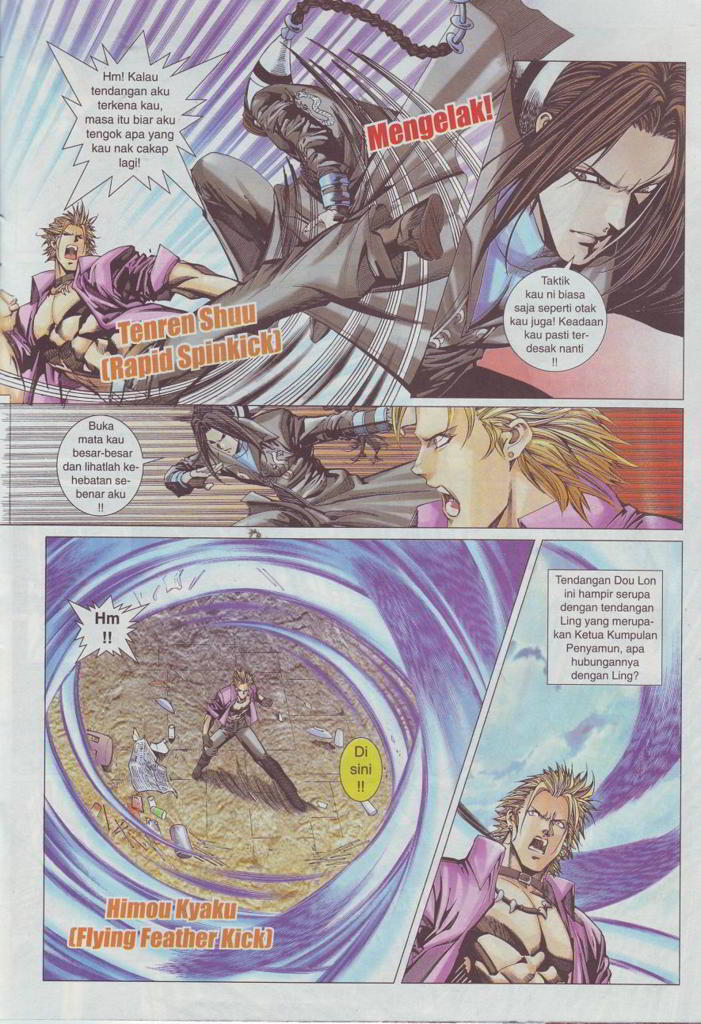 Hm! Kalau
tendangan aku
terkena kau,
masa itu biar aku
tengok apa yang
kau nak cakap
lagi!
Mengelak!
Tenren Shuu
(Rapid Spinkick)
Taktik
kau ni biasa
saja seperti otak
kau juga! Keadaan
kau pasti ter-
desak nanti
!!
Buka
mata kau
besar-besar
dan lihatlah ke-
hebatan se-
benar aku
!!
Hm
!!
Di
sini
!!
Himou Kyaku
(Flying Feather Kick)
Tendangan Dou Lon
ini hampir serupa
dengan tendangan
Ling yang merupa-
kan Ketua Kumpulan
Penyamun, apa
hubungannya
dengan Ling?